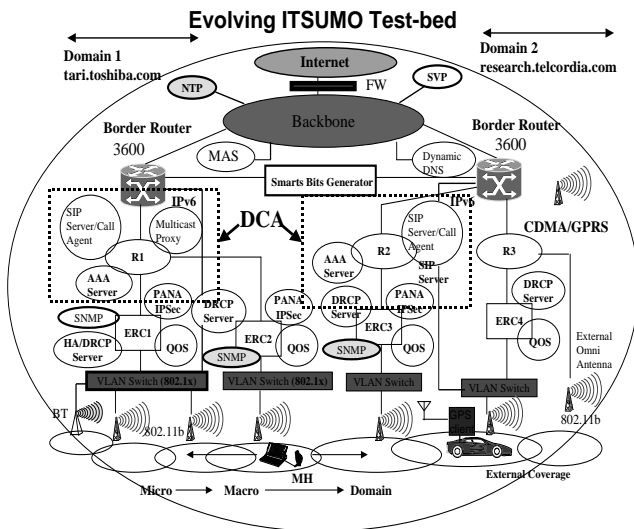 Evolving ITSUMO Test-bed
Domain 1
tari.toshiba.com
Domain 2
research.telcordia.com
Internet
NTP
FW
SVP
Backbone
Border Router
3600
Border Router
3600
MAS
Dynamic
DNS
Smarts Bits Generator
IPv6
IPv6
SIP
Server/Call
Agent
Multicast
Proxy
DCA
SIP
Server/Call
Agent
CDMA/GPRS
R1
R2
R3
AAA
Server
AAA
Server
SIP
Server
PANA
IPSec
DRCP
Server
PANA
IPSec
DRCP
Server
PANA
IPSec
DRCP
Server
SNMP
ERC1
ERC2
ERC3
ERC4
HA/DRCP
Server
QOS
SNMP
QOS
SNMP
QOS
QOS
External
Omni
Antenna
VLAN Switch (802.1x)
VLAN Switch (802.1x)
VLAN Switch
VLAN Switch
BT
802.11b
GPS
client
802.11b
MH
External Coverage
Micro
Macro
Domain